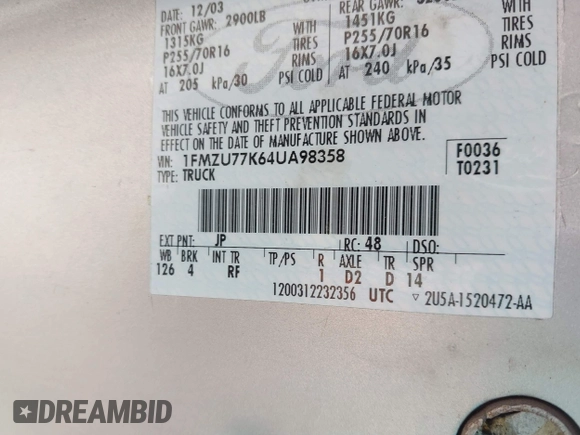 DATE: 12/03
FRONT GAWR: 2900LB
1315KG
P255/70R16 TIRES
16X7.0J RIMS
AT 205 kPa/30 PSI COLD
REAR GAWR:
1451KG
P255/70R16 TIRES
16X7.0J RIMS
AT 240 kPa/35 PSI COLD
Ford
THIS VEHICLE CONFORMS TO ALL APPLICABLE FEDERAL MOTOR
VEHICLE SAFETY AND THEFT PREVENTION STANDARDS IN
EFFECT ON THE DATE OF MANUFACTURE SHOWN ABOVE.
VIN: 1FMZU77K64UA98358
TYPE: TRUCK
F0036
T0231
EXT PNT: JP RC: 48 DSO:
WB BRK INT TR TP/PS R AXLE TR SPR
126 4 RF 1 D2 D 14
1200312232356 UTC ▽ 2U5A-1520472-AA
DREAMBID